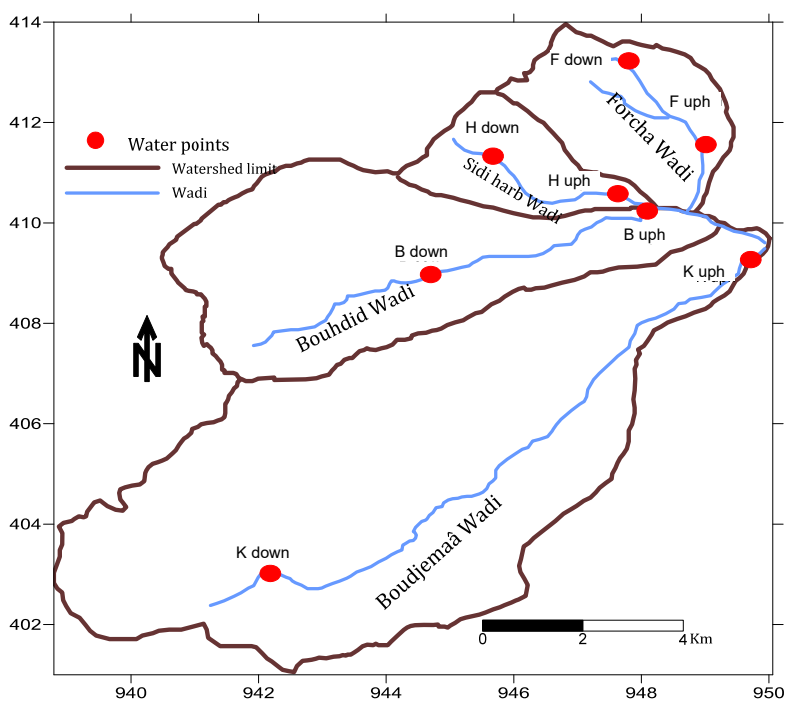 414
412
410
408
406
404
402
940
942
944
946
948
950
Water points
Watershed limit
Wadi
F down
F uph
Forcha Wadi
H down
H uph
Sidi harb Wadi
B down
B uph
Bouhdid Wadi
K uph
K down
Boudjemaâ Wadi
N
0
2
4 Km